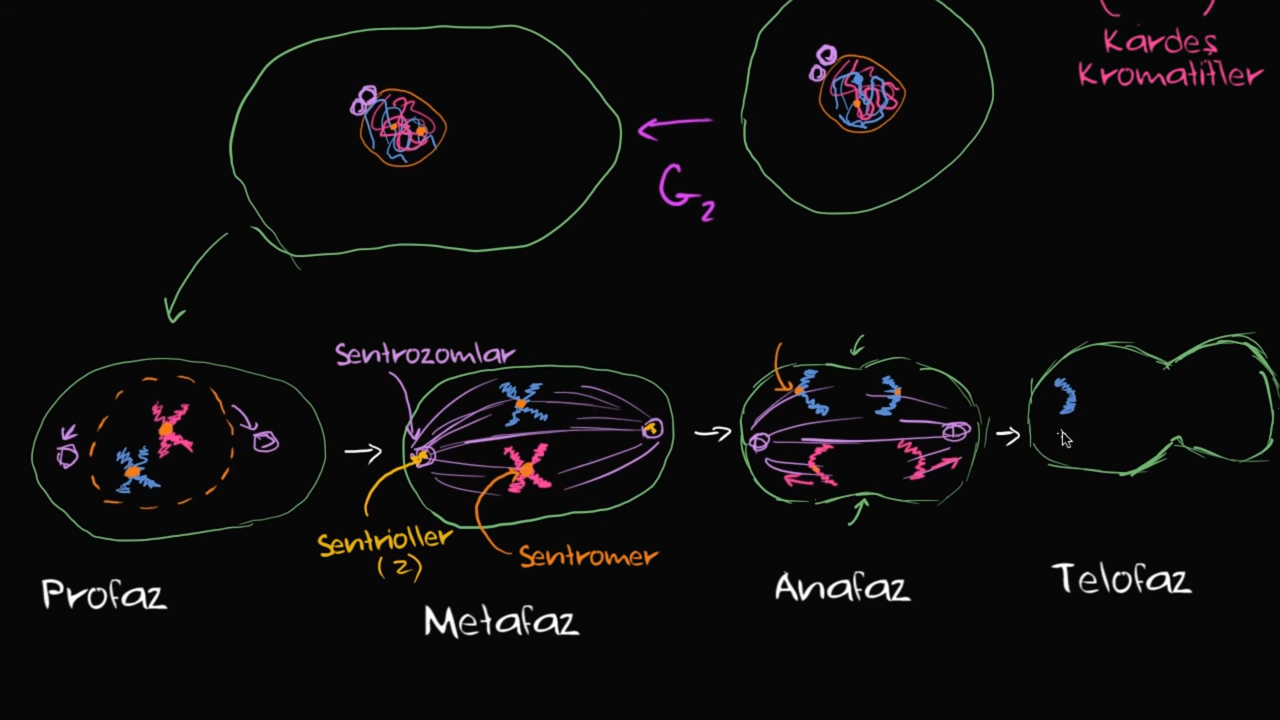 Kardeş
Kromatitler
G₂
Sentrozomlar
Sentrioller
(2)
Sentromer
Profaz
Metafaz
Anafaz
Telofaz